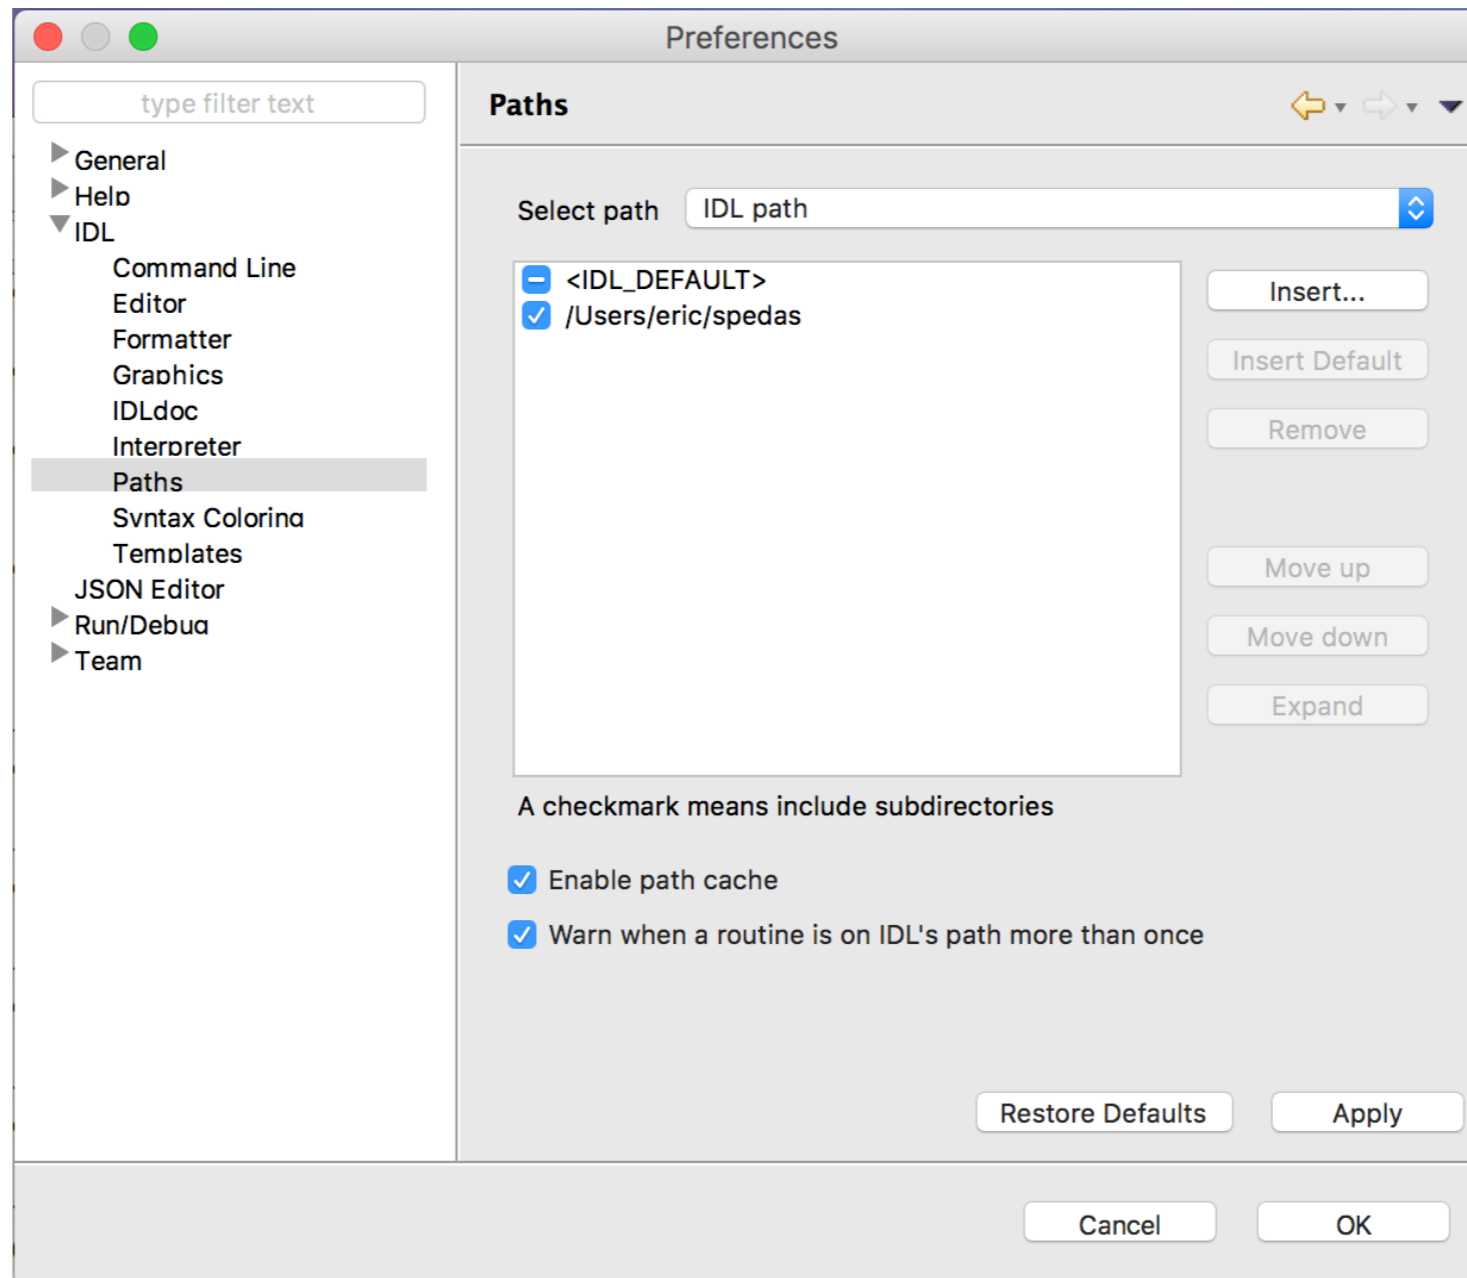 Preferences
type filter text
General
Help
IDL
Command Line
Editor
Formatter
Graphics
IDLdoc
Interpreter
Paths
Syntax Coloring
Templates
JSON Editor
Run/Debug
Team
Paths
Select path IDL path
<IDL_DEFAULT>
/Users/eric/spedas
Insert...
Insert Default
Remove
Move up
Move down
Expand
A checkmark means include subdirectories
Enable path cache
Warn when a routine is on IDL's path more than once
Restore Defaults Apply
Cancel OK